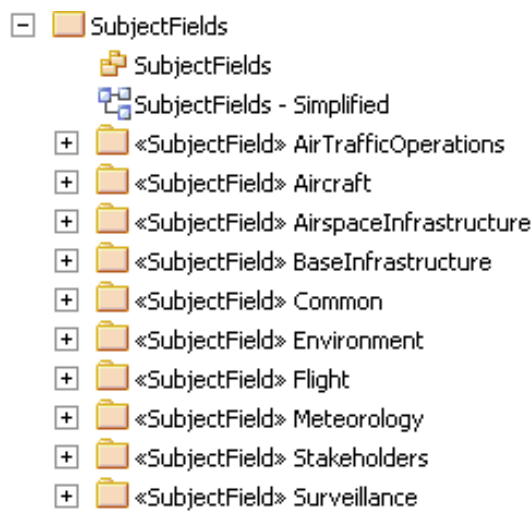 SubjectFields
SubjectFields
SubjectFields - Simplified
«SubjectField» AirTrafficOperations
«SubjectField» Aircraft
«SubjectField» AirspaceInfrastructure
«SubjectField» BaseInfrastructure
«SubjectField» Common
«SubjectField» Environment
«SubjectField» Flight
«SubjectField» Meteorology
«SubjectField» Stakeholders
«SubjectField» Surveillance